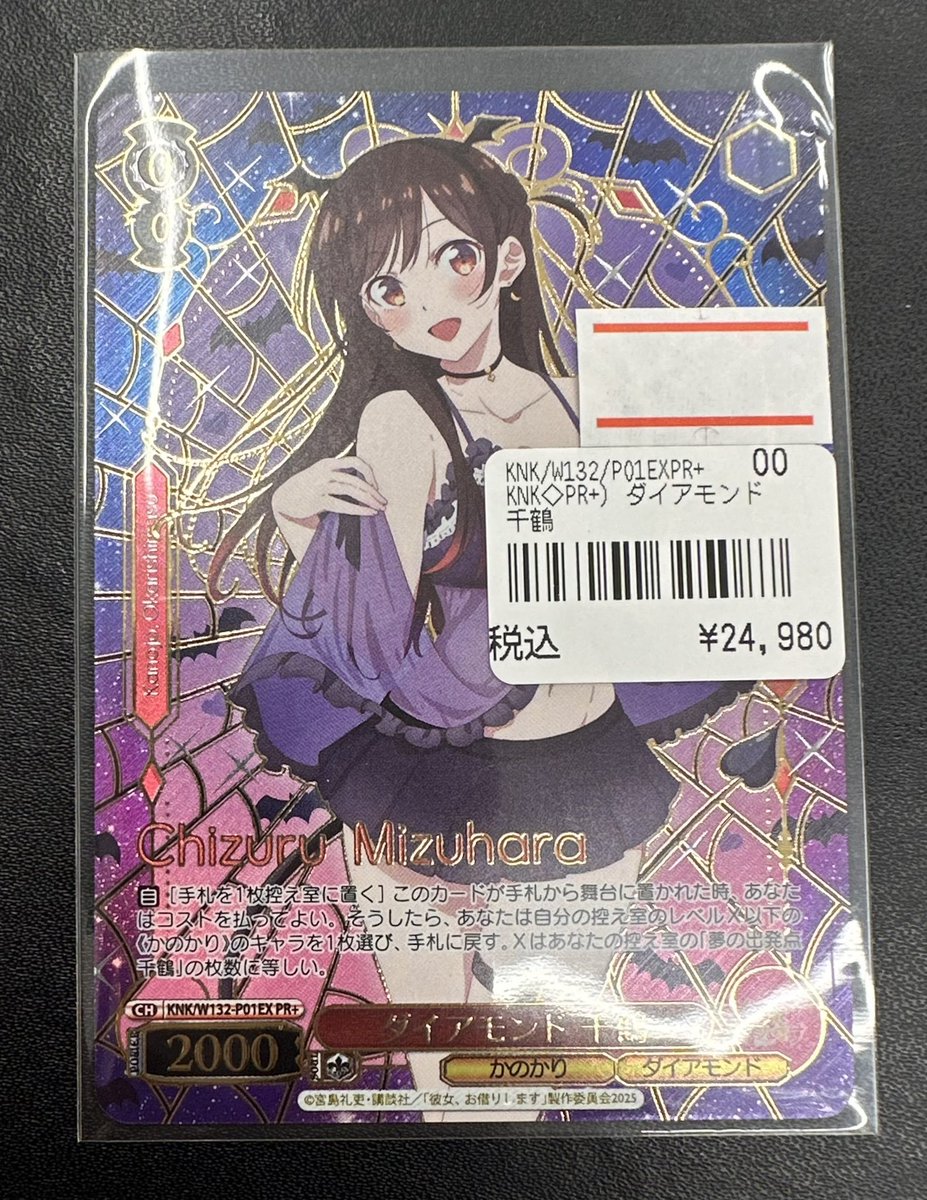 0
0
KNK/W132/P01EXPR+ 00
KNK◇PR+) ダイアモンド
千鶴
税込 ¥24,980
Kanojo, Okarishimasu
Chizuru Mizuhara
自 [手札を1枚控え室に置く] このカードが手札から舞台に置かれた時、あなた
はコストを払ってよい。そうしたら、あなたは自分の控え室のレベルX以下の
《かのかり》のキャラを1枚選び、手札に戻す。Xはあなたの控え室の「夢の出発点
千鶴」の枚数に等しい。
CH KNK/W132-P01EX PR+
ダイアモンド 千鶴
POWER 2000 SOUL
かのかり ダイアモンド
©宮島礼吏・講談社／「彼女、お借りします」製作委員会2025